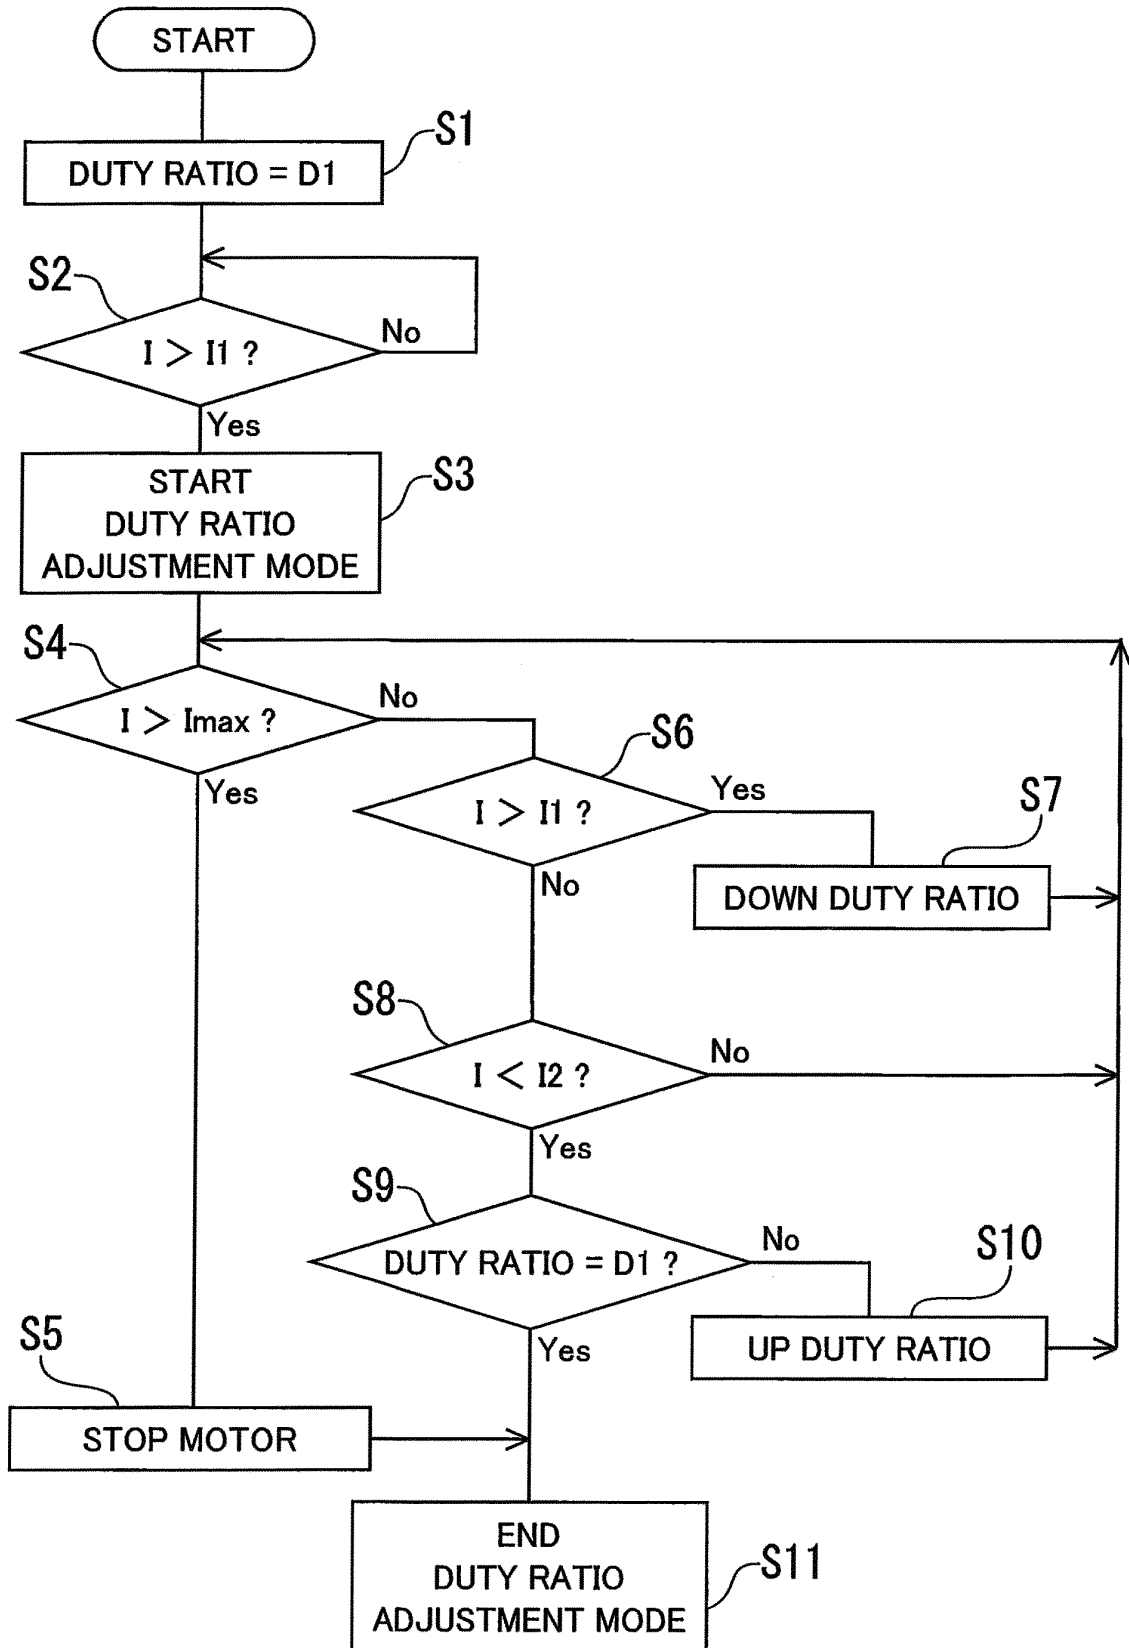 START
S1
DUTY RATIO = D1
S2
I > I1 ?
No
Yes
S3
START
DUTY RATIO
ADJUSTMENT MODE
S4
I > Imax ?
No
Yes
S6
I > I1 ?
Yes
No
S7
DOWN DUTY RATIO
S8
I < I2 ?
No
Yes
S9
DUTY RATIO = D1 ?
No
Yes
S10
UP DUTY RATIO
S5
STOP MOTOR
END
DUTY RATIO
ADJUSTMENT MODE
S11